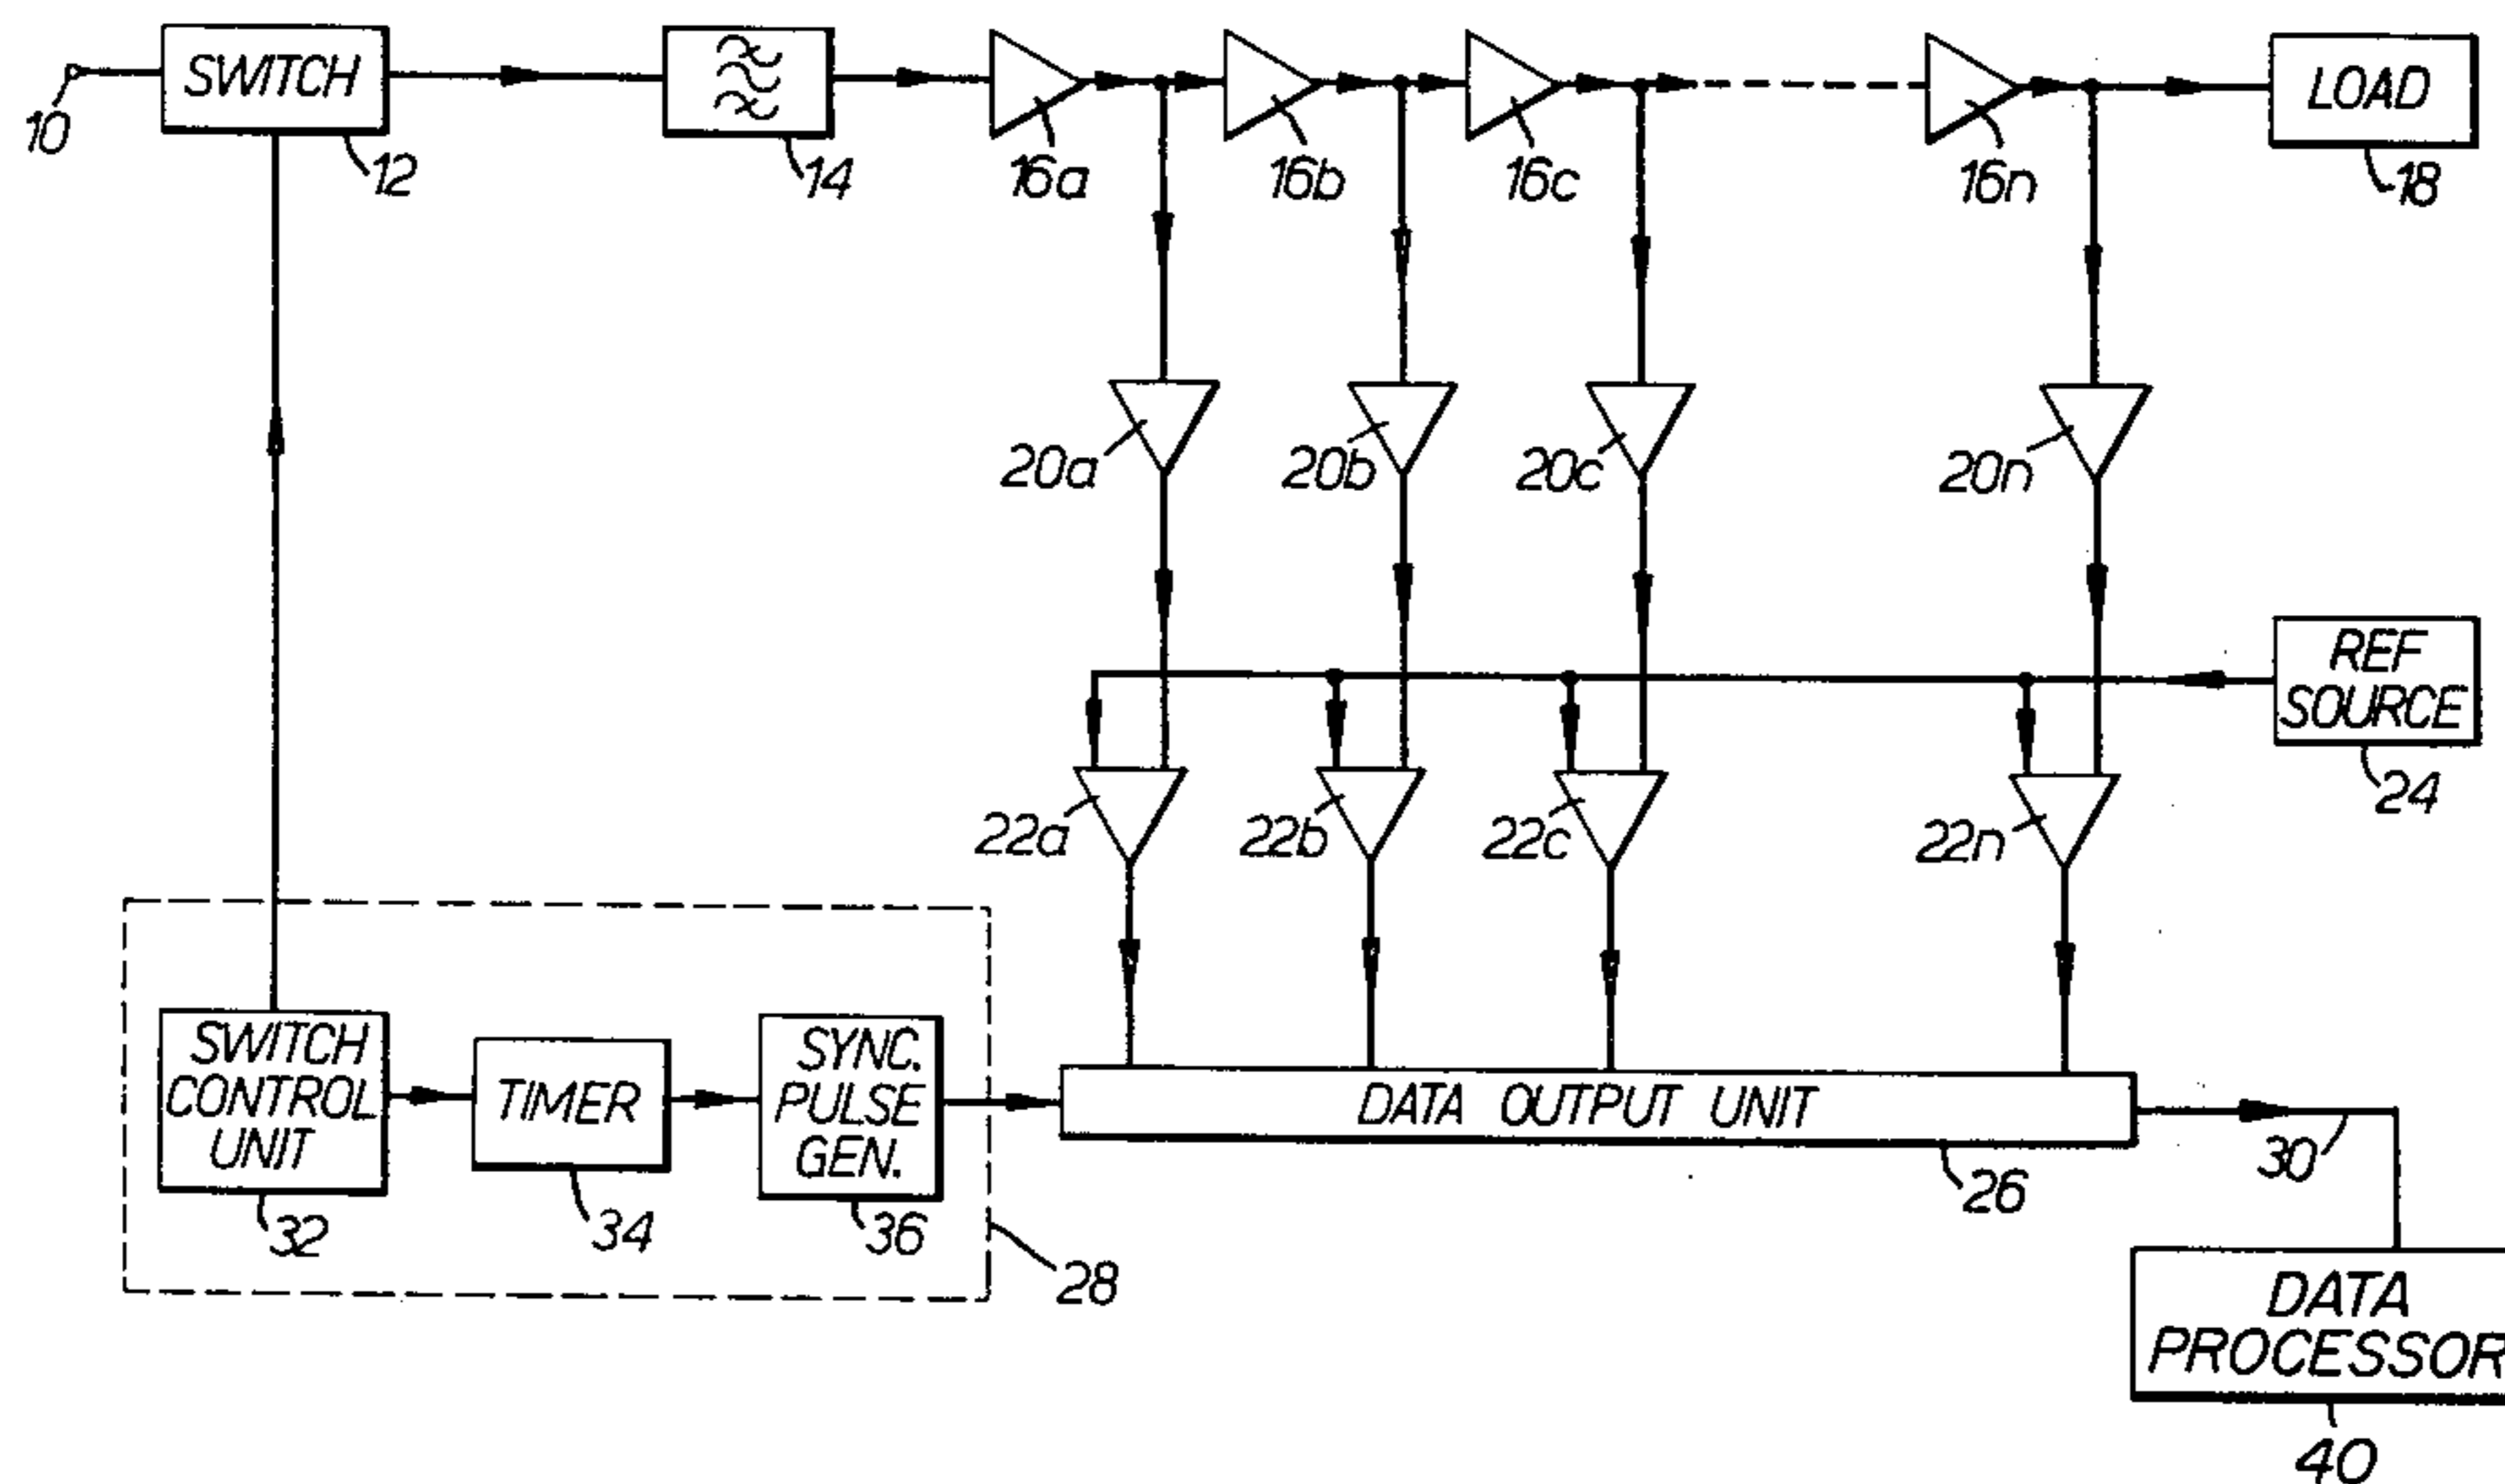 SWITCH
LOAD
10
12
14
16a
16b
16c
16n
18
20a
20b
20c
20n
REF
SOURCE
24
22a
22b
22c
22n
SWITCH
CONTROL
UNIT
TIMER
SYNC.
PULSE
GEN.
DATA OUTPUT UNIT
30
26
32
34
36
28
DATA
PROCESSOR
40